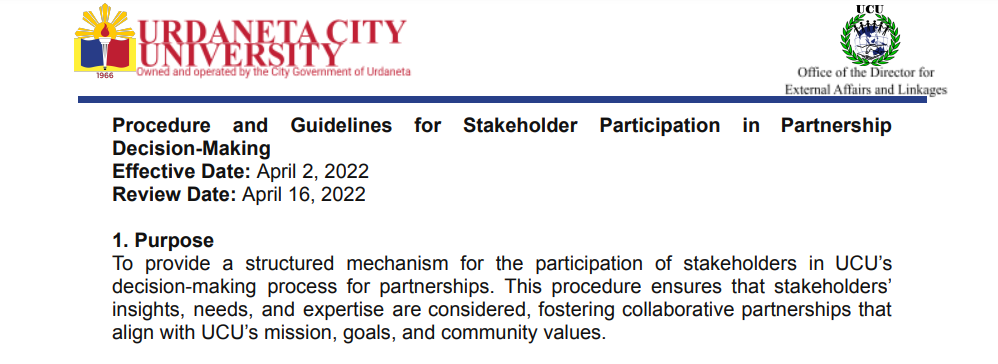 URDANETA CITY
UNIVERSITY
Owned and operated by the City Government of Urdaneta
1966
UCU
Office of the Director for
External Affairs and Linkages
Procedure and Guidelines for Stakeholder Participation in Partnership
Decision-Making
Effective Date: April 2, 2022
Review Date: April 16, 2022
1. Purpose
To provide a structured mechanism for the participation of stakeholders in UCU’s
decision-making process for partnerships. This procedure ensures that stakeholders’
insights, needs, and expertise are considered, fostering collaborative partnerships that
align with UCU’s mission, goals, and community values.